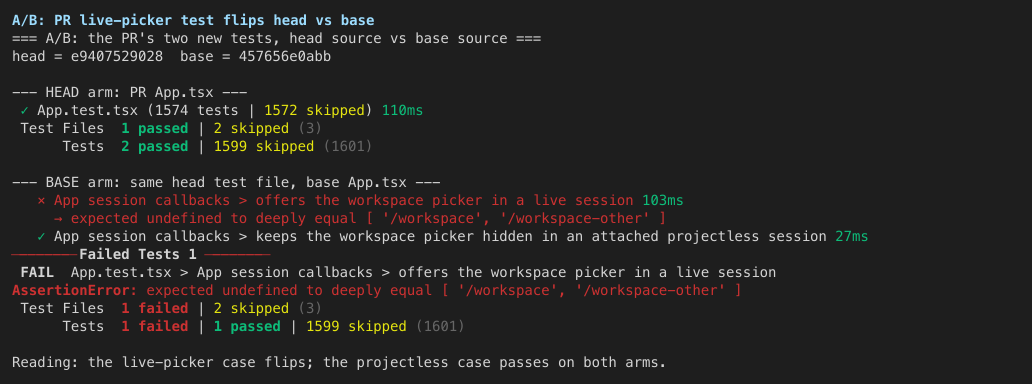 A/B: PR live-picker test flips head vs base
=== A/B: the PR's two new tests, head source vs base source ===
head = e9407529028  base = 457656e0abb
--- HEAD arm: PR App.tsx ---
✓ App.test.tsx (1574 tests | 1572 skipped) 110ms
Test Files  1 passed | 2 skipped (3)
Tests  2 passed | 1599 skipped (1601)
--- BASE arm: same head test file, base App.tsx ---
× App session callbacks > offers the workspace picker in a live session 103ms
→ expected undefined to deeply equal [ '/workspace', '/workspace-other' ]
✓ App session callbacks > keeps the workspace picker hidden in an attached projectless session 27ms
Failed Tests 1
FAIL  App.test.tsx > App session callbacks > offers the workspace picker in a live session
AssertionError: expected undefined to deeply equal [ '/workspace', '/workspace-other' ]
Test Files  1 failed | 2 skipped (3)
Tests  1 failed | 1 passed | 1599 skipped (1601)
Reading: the live-picker case flips; the projectless case passes on both arms.